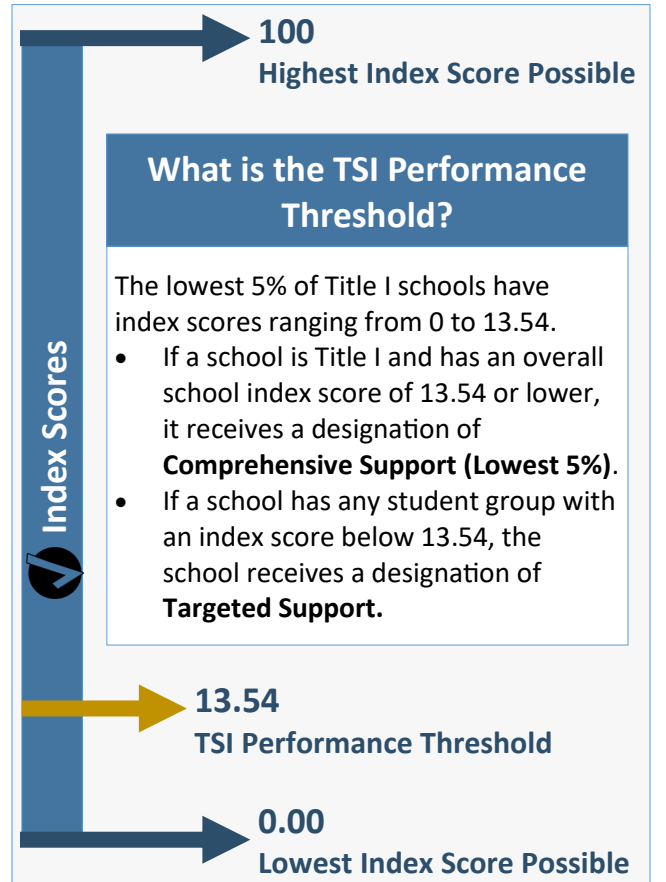 100
Highest Index Score Possible
What is the TSI Performance
Threshold?
The lowest 5% of Title I schools have
index scores ranging from 0 to 13.54.
• If a school is Title I and has an overall
school index score of 13.54 or lower,
it receives a designation of
Comprehensive Support (Lowest 5%).
• If a school has any student group with
an index score below 13.54, the
school receives a designation of
Targeted Support.
Index Scores
13.54
TSI Performance Threshold
0.00
Lowest Index Score Possible